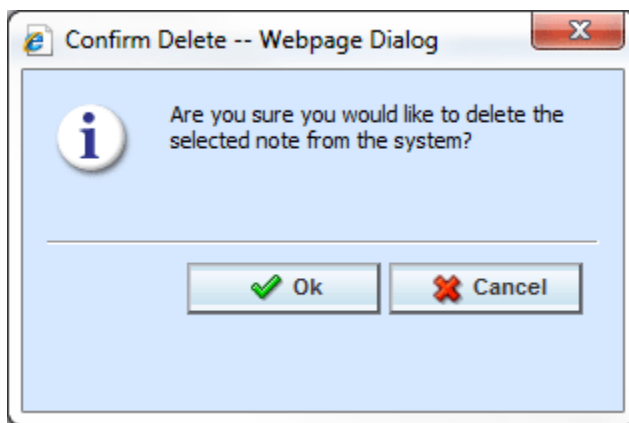 Confirm Delete -- Webpage Dialog
Are you sure you would like to delete the
selected note from the system?
Ok
Cancel